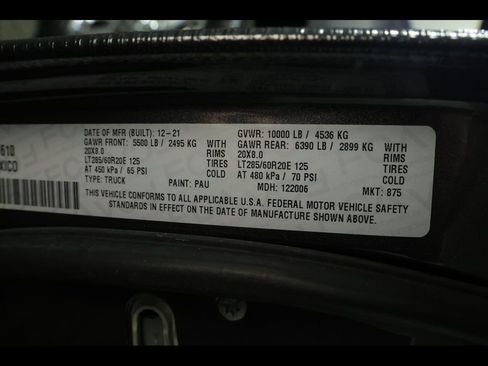 DATE OF MFR (BUILT): 12-21 GVWR: 10000 LB / 4536 KG
GAWR FRONT: 5500 LB / 2495 KG WITH GAWR REAR: 6390 LB / 2899 KG WITH
20X8.0 RIMS 20X8.0 RIMS
LT285/60R20E 125 TIRES LT285/60R20E 125 TIRES
AT 450 kPa / 65 PSI AT 480 kPa / 70 PSI
TYPE: TRUCK PAINT: PAU MDH: 122006 MKT: 875
THIS VEHICLE CONFORMS TO ALL APPLICABLE U.S.A. FEDERAL MOTOR VEHICLE SAFETY
STANDARDS IN EFFECT ON THE DATE OF MANUFACTURE SHOWN ABOVE.